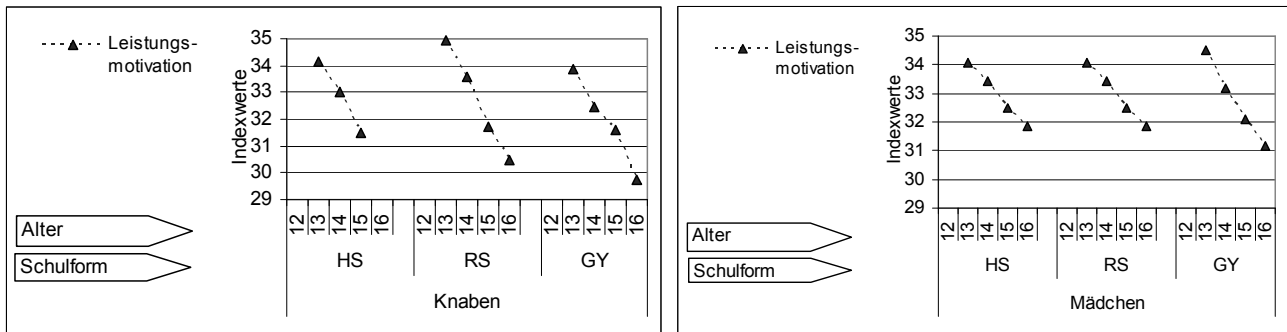 Leistungs-
motivation
Indexwerte
35
34
33
32
31
30
29
12 13 14 15 16 12 13 14 15 16 12 13 14 15 16
Alter
Schulform
HS RS GY
Knaben
Leistungs-
motivation
Indexwerte
35
34
33
32
31
30
29
12 13 14 15 16 12 13 14 15 16 12 13 14 15 16
Alter
Schulform
HS RS GY
Mädchen